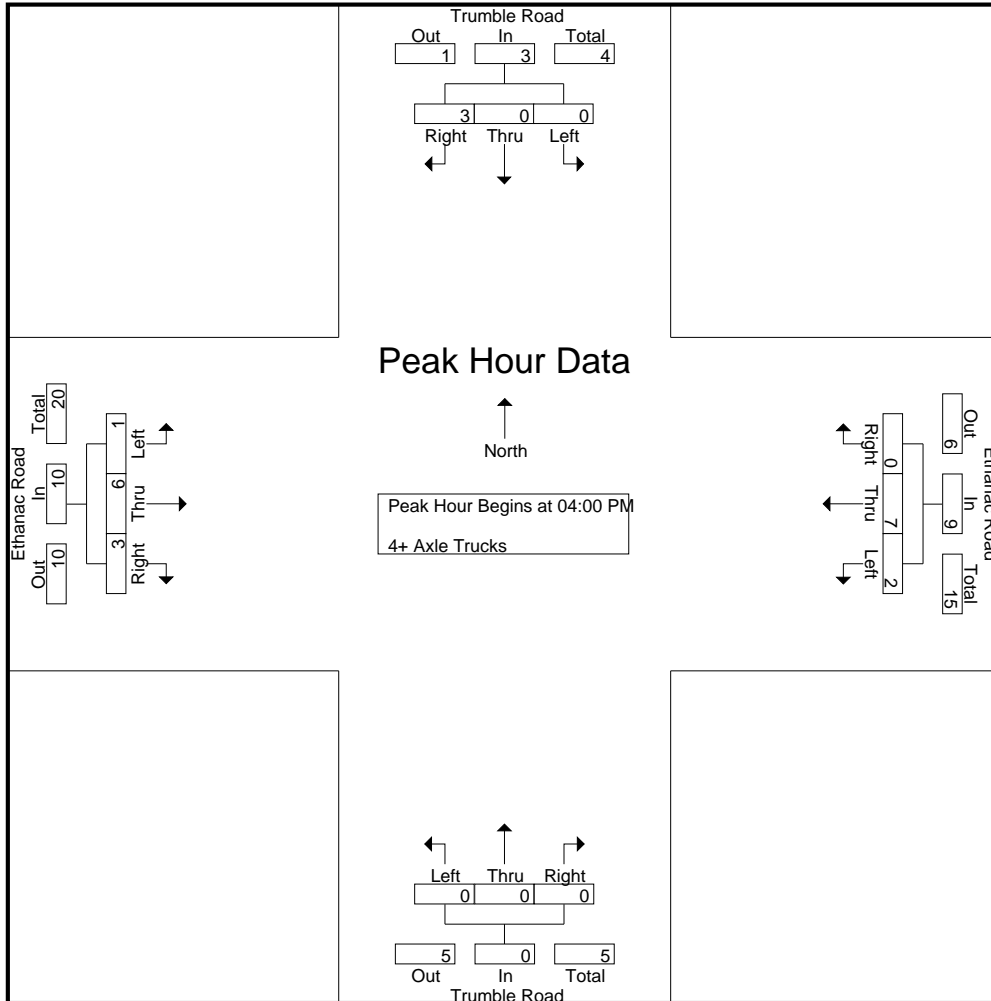 Trumble Road
Out In Total
1 3 4
3 0 0
Right Thru Left
Peak Hour Data
North
Peak Hour Begins at 04:00 PM
4+ Axle Trucks
Ethanac Road
Out In Total
10 10 20
Left Thru Right
1 6 3
Ethanac Road
Out In Total
6 9 15
Right Thru Left
0 7 2
Left Thru Right
0 0 0
5 0 5
Out In Total
Trumble Road